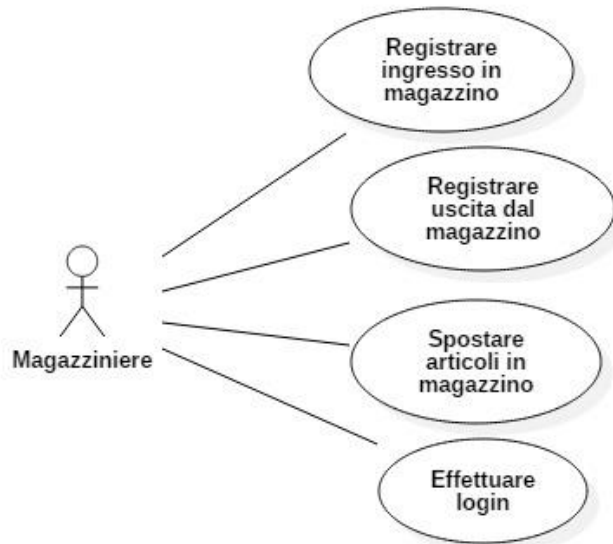 Registrare
ingresso in
magazzino
Registrare
uscita dal
magazzino
Magazziniere
Spostare
articoli in
magazzino
Effettuare
login